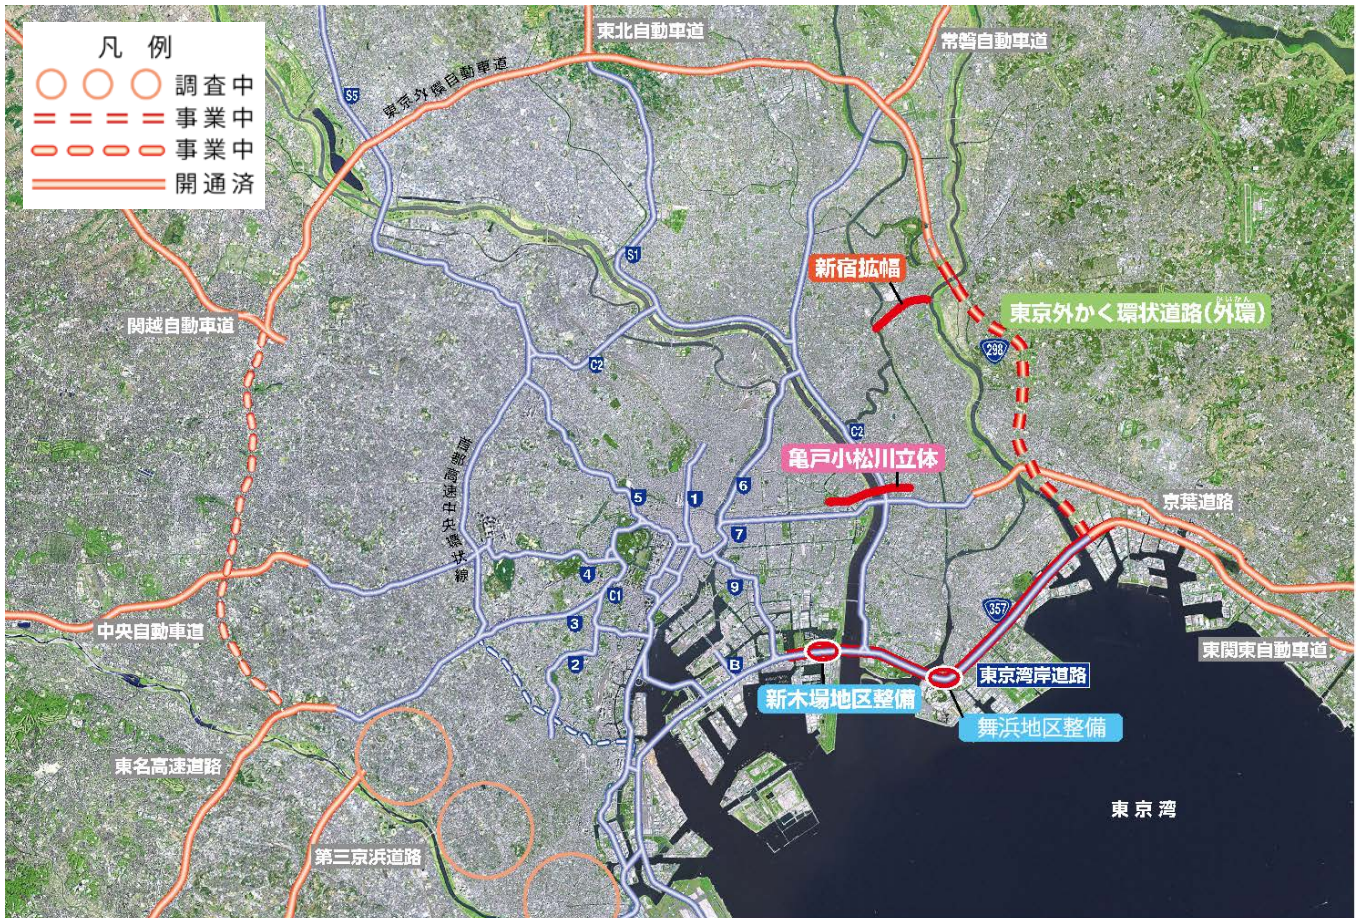 凡 例
調査中
事業中
事業中
開通済
東北自動車道
常磐自動車道
東京外環自動車道
S5
S1
新宿拡幅
がいかん
東京外かく環状道路(外環)
298
関越自動車道
C2
C2
首都高速中央環状線
亀戸小松川立体
5
1
6
7
京葉道路
4
C1
9
3
2
357
中央自動車道
B
東関東自動車道
東京湾岸道路
新木場地区整備
舞浜地区整備
東名高速道路
東京湾
第三京浜道路